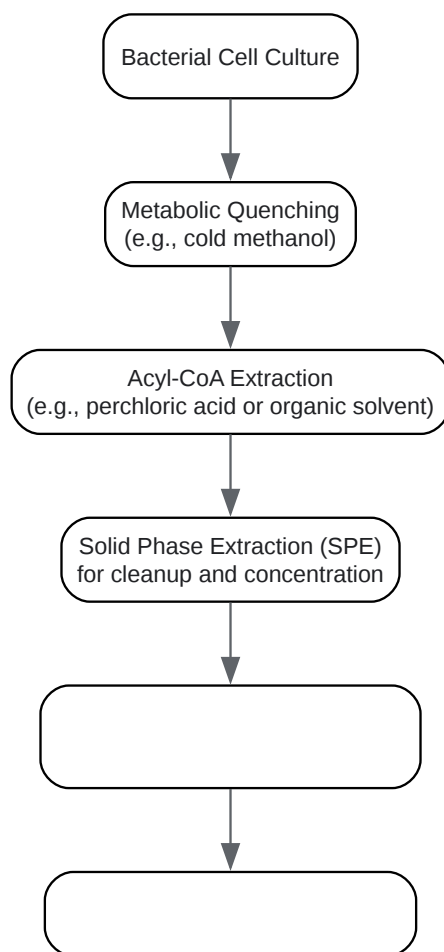 Bacterial Cell Culture
Metabolic Quenching
(e.g., cold methanol)
Acyl-CoA Extraction
(e.g., perchloric acid or organic solvent)
Solid Phase Extraction (SPE)
for cleanup and concentration